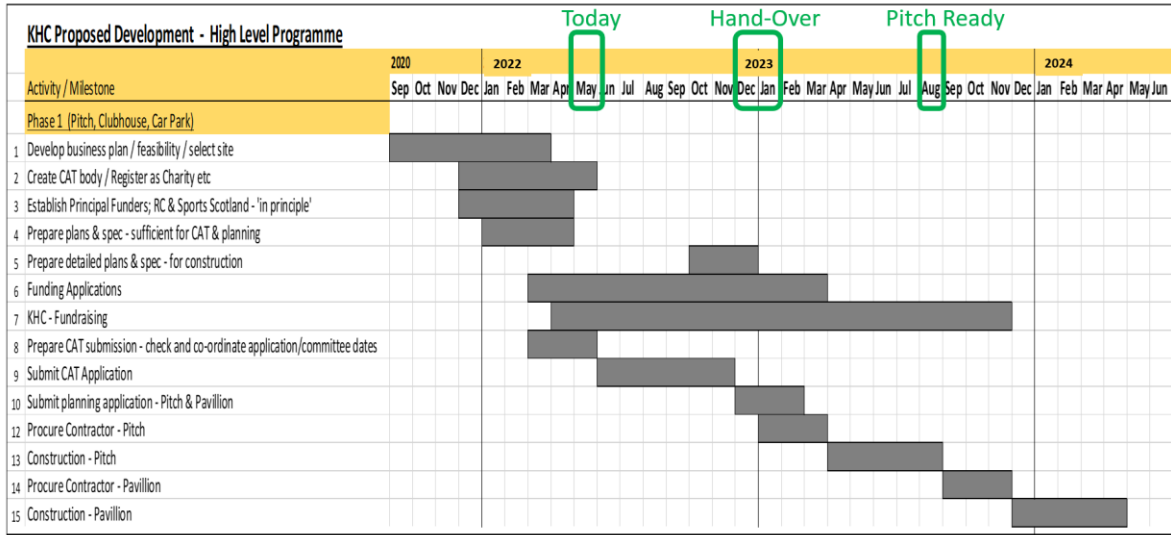 Today Hand-Over Pitch Ready
KHC Proposed Development - High Level Programme
2020 2022 2023 2024
Activity / Milestone Sep Oct Nov Dec Jan Feb Mar Apr May Jun Jul Aug Sep Oct Nov Dec Jan Feb Mar Apr May Jun Jul Aug Sep Oct Nov Dec Jan Feb Mar Apr May Jun
Phase 1 (Pitch, Clubhouse, Car Park)
1 Develop business plan / feasibility / select site
2 Create CAT body / Register as Charity etc
3 Establish Principal Funders; RC & Sports Scotland - 'in principle'
4 Prepare plans & spec - sufficient for CAT & planning
5 Prepare detailed plans & spec - for construction
6 Funding Applications
7 KHC - Fundraising
8 Prepare CAT submission - check and co-ordinate application/committee dates
9 Submit CAT Application
10 Submit planning application - Pitch & Pavillion
12 Procure Contractor - Pitch
13 Construction - Pitch
14 Procure Contractor - Pavillion
15 Construction - Pavillion